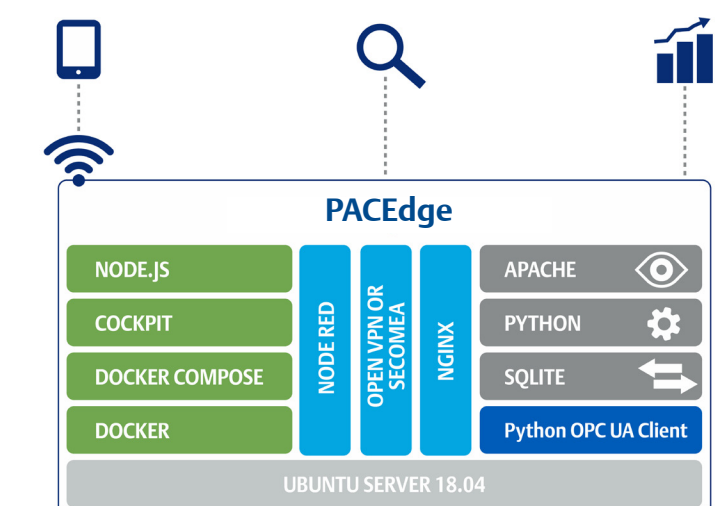 PACEdge
NODE.JS
COCKPIT
DOCKER COMPOSE
DOCKER
NODE RED
OPEN VPN OR
SECOMEA
NGINX
APACHE
PYTHON
SQLITE
Python OPC UA Client
UBUNTU SERVER 18.04